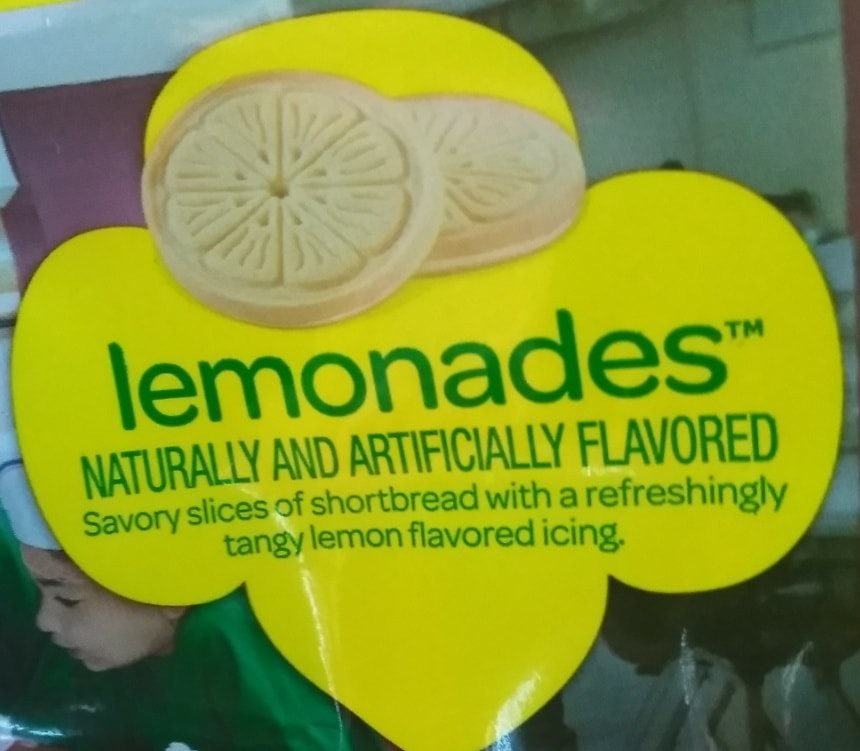 lemonades™
NATURALLY AND ARTIFICIALLY FLAVORED
Savory slices of shortbread with a refreshingly
tangy lemon flavored icing.